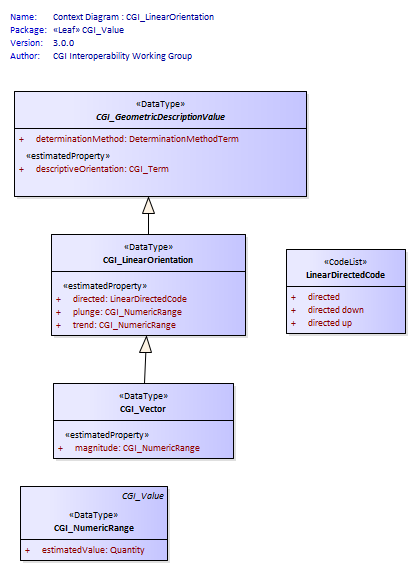 Name: Context Diagram : CGI_LinearOrientation
Package: «Leaf» CGI_Value
Version: 3.0.0
Author: CGI Interoperability Working Group
«DataType»
CGI_GeometricDescriptionValue
+ determinationMethod: DeterminationMethodTerm
«estimatedProperty»
+ descriptiveOrientation: CGI_Term
«DataType»
CGI_LinearOrientation
«estimatedProperty»
+ directed: LinearDirectedCode
+ plunge: CGI_NumericRange
+ trend: CGI_NumericRange
«CodeList»
LinearDirectedCode
+ directed
+ directed down
+ directed up
«DataType»
CGI_Vector
«estimatedProperty»
+ magnitude: CGI_NumericRange
CGI_Value
«DataType»
CGI_NumericRange
+ estimatedValue: Quantity